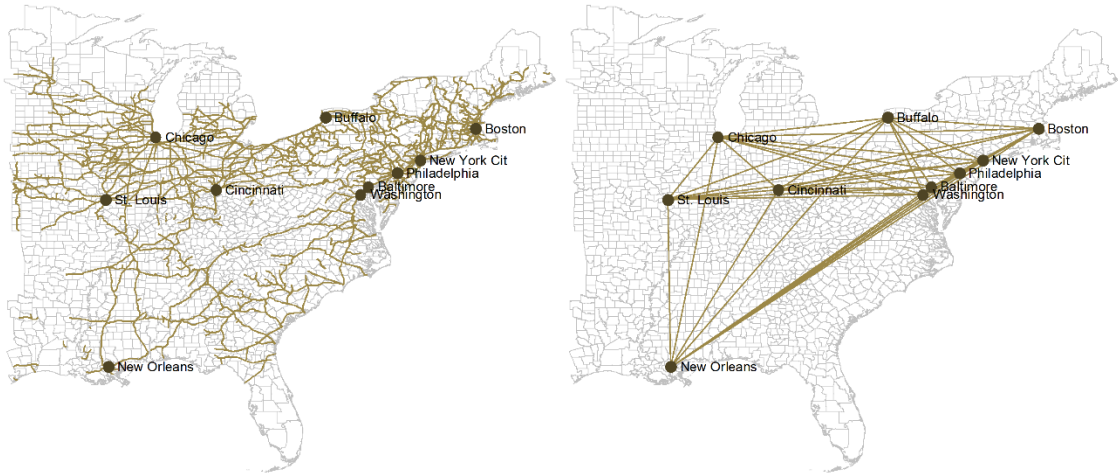 Buffalo
Boston
Chicago
New York Cit
Philadelphia
Cincinnati
Baltimore
Washington
St. Louis
New Orleans
Buffalo
Boston
Chicago
New York Cit
Philadelphia
Cincinnati
Baltimore
Washington
St. Louis
New Orleans